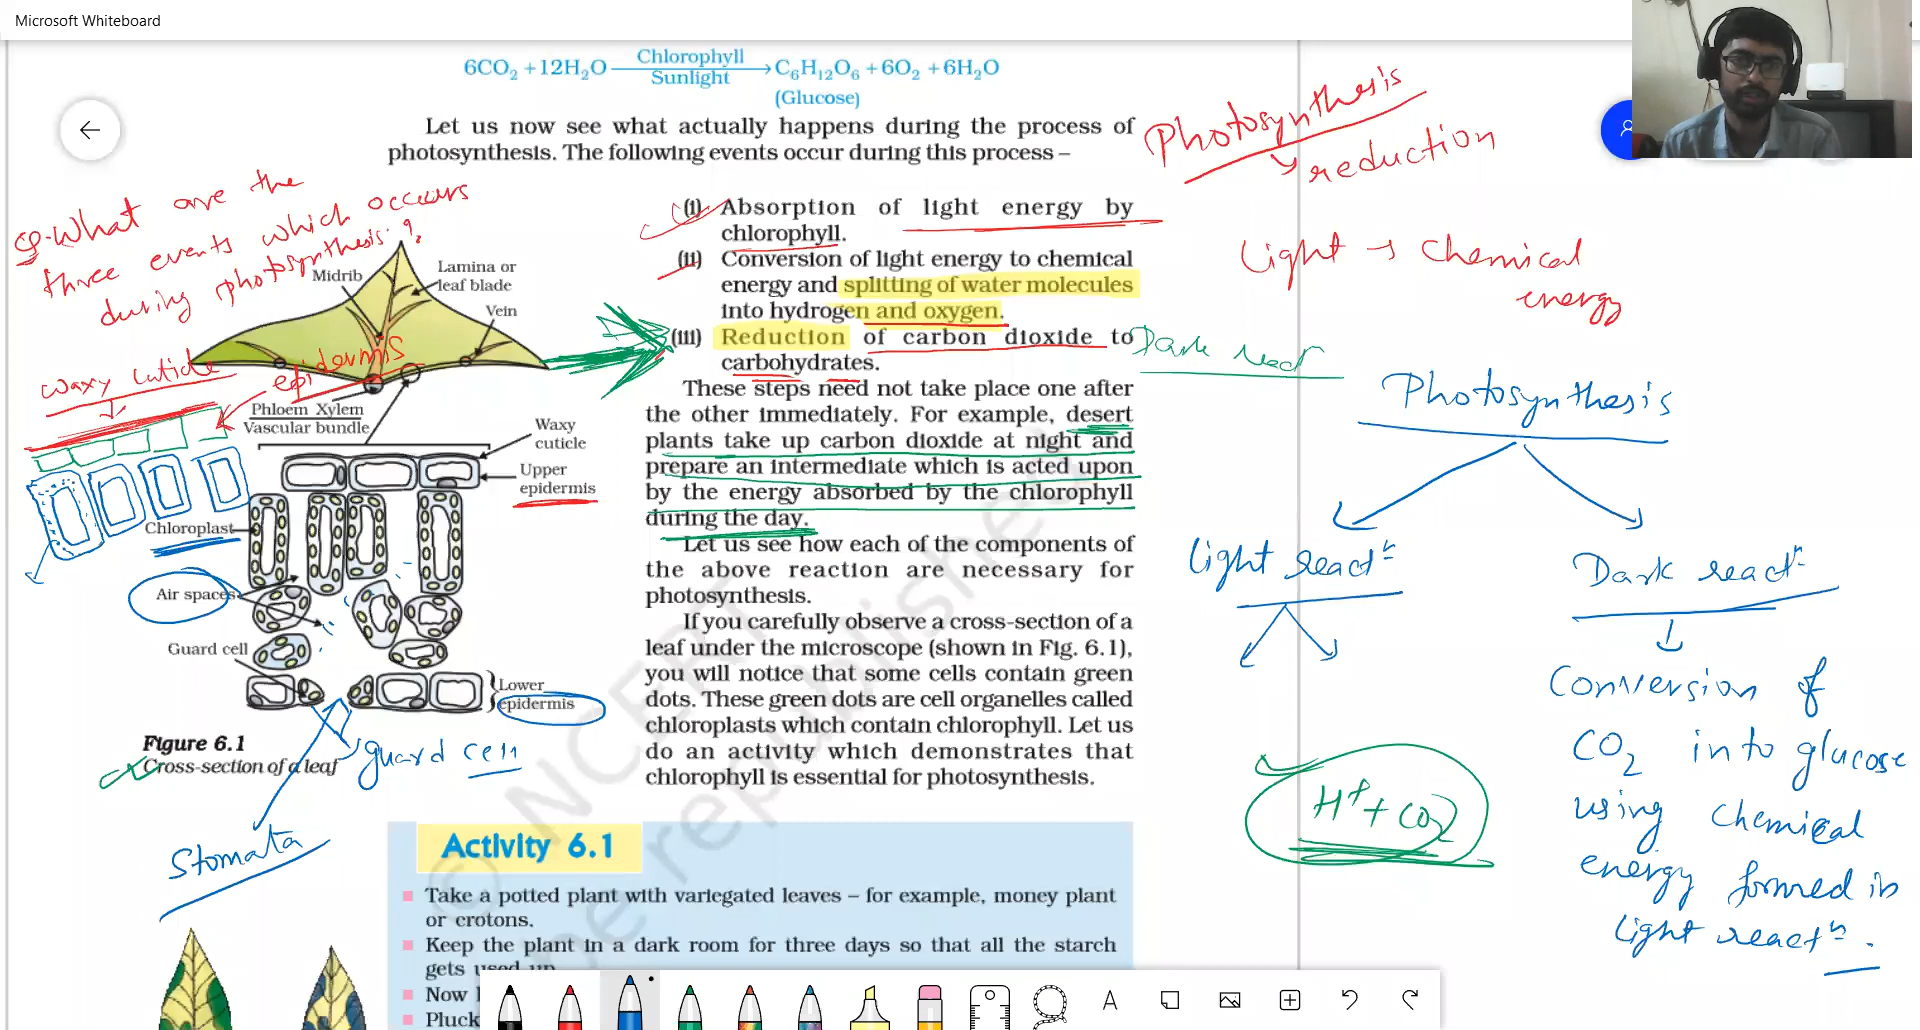 Microsoft Whiteboard
6CO₂ + 12H₂O Chlorophyll Sunlight → C₆H₁₂O₆ + 6O₂ + 6H₂O
(Glucose)
Let us now see what actually happens during the process of
photosynthesis. The following events occur during this process –
(i) Absorption of light energy by
chlorophyll.
(ii) Conversion of light energy to chemical
energy and splitting of water molecules
into hydrogen and oxygen.
(iii) Reduction of carbon dioxide to
carbohydrates.
These steps need not take place one after
the other immediately. For example, desert
plants take up carbon dioxide at night and
prepare an intermediate which is acted upon
by the energy absorbed by the chlorophyll
during the day.
Let us see how each of the components of
the above reaction are necessary for
photosynthesis.
If you carefully observe a cross-section of a
leaf under the microscope (shown in Fig. 6.1),
you will notice that some cells contain green
dots. These green dots are cell organelles called
chloroplasts which contain chlorophyll. Let us
do an activity which demonstrates that
chlorophyll is essential for photosynthesis.
Q. What are the
three events which occurs
during photosynthesis?
Midrib
Lamina or
leaf blade
Vein
waxy cuticle
epidermis
Phloem Xylem
Vascular bundle
Waxy
cuticle
Upper
epidermis
Chloroplast
Air spaces
Guard cell
Lower
epidermis
Figure 6.1
Cross-section of a leaf
guard cell
Stomata
Activity 6.1
Take a potted plant with variegated leaves – for example, money plant
or crotons.
Keep the plant in a dark room for three days so that all the starch
gets used up
Now
Pluck
© NCERT
be republished
Photosynthesis
→ reduction
Light → Chemical
energy
Dark react
Photosynthesis
Light reactⁿ
Dark reactⁿ
Conversion of
CO₂ into glucose
using chemical
energy formed in
light reactⁿ.
H⁺ + CO₂
A